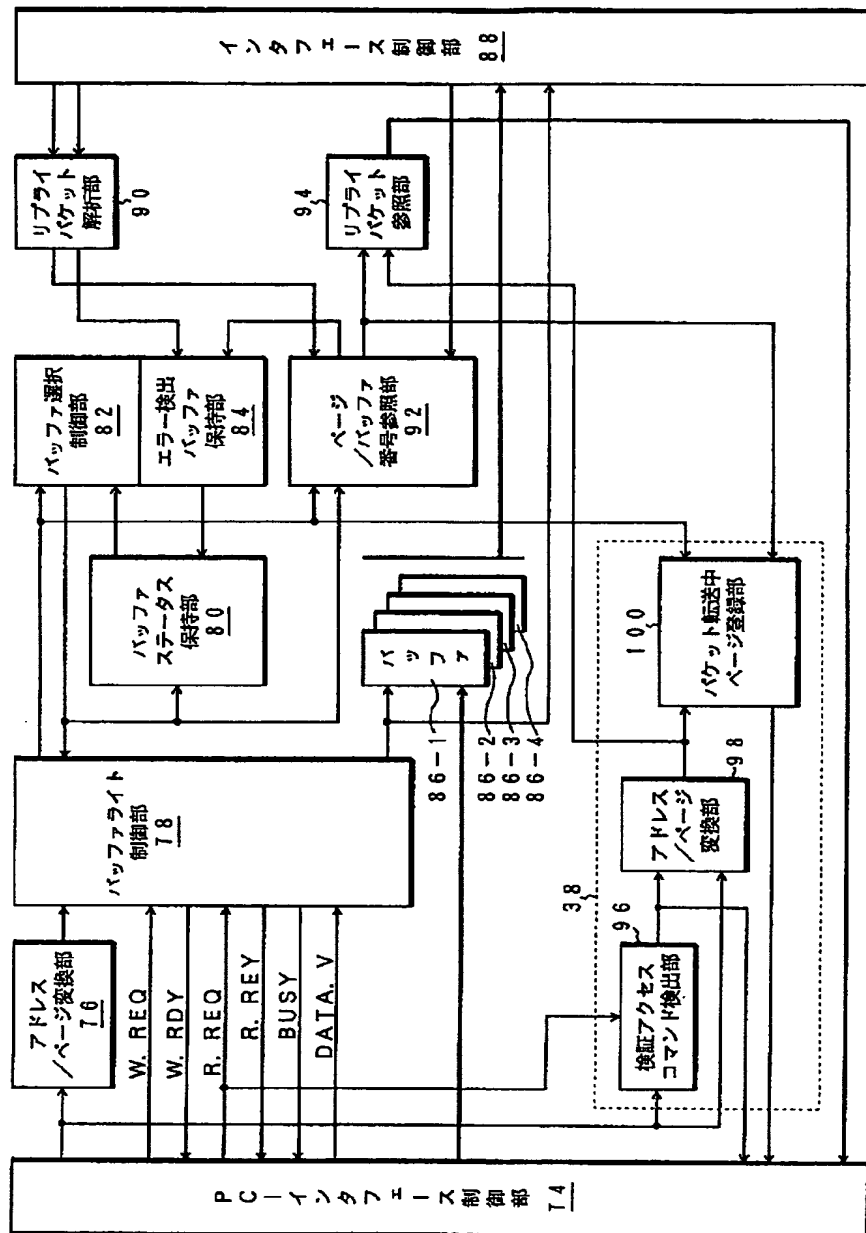 PCIインタフェース制御部
74
アドレス
/ページ変換部
76
W. REQ
W. RDY
R. REQ
R. REY
BUSY
DATA. V
バッファライト
制御部
78
バッファ
ステータス
保持部
80
バッファ選択
制御部
82
エラー検出
バッファ
保持部
84
リプライ
パケット
解析部
90
バッファ
86-1
86-2
86-3
86-4
ページ
/バッファ
番号参照部
92
リプライ
パケット
参照部
94
インタフェース制御部
88
38
検証アクセス
コマンド検出部
96
アドレス
/ページ
変換部
98
パケット転送中
ページ登録部
100